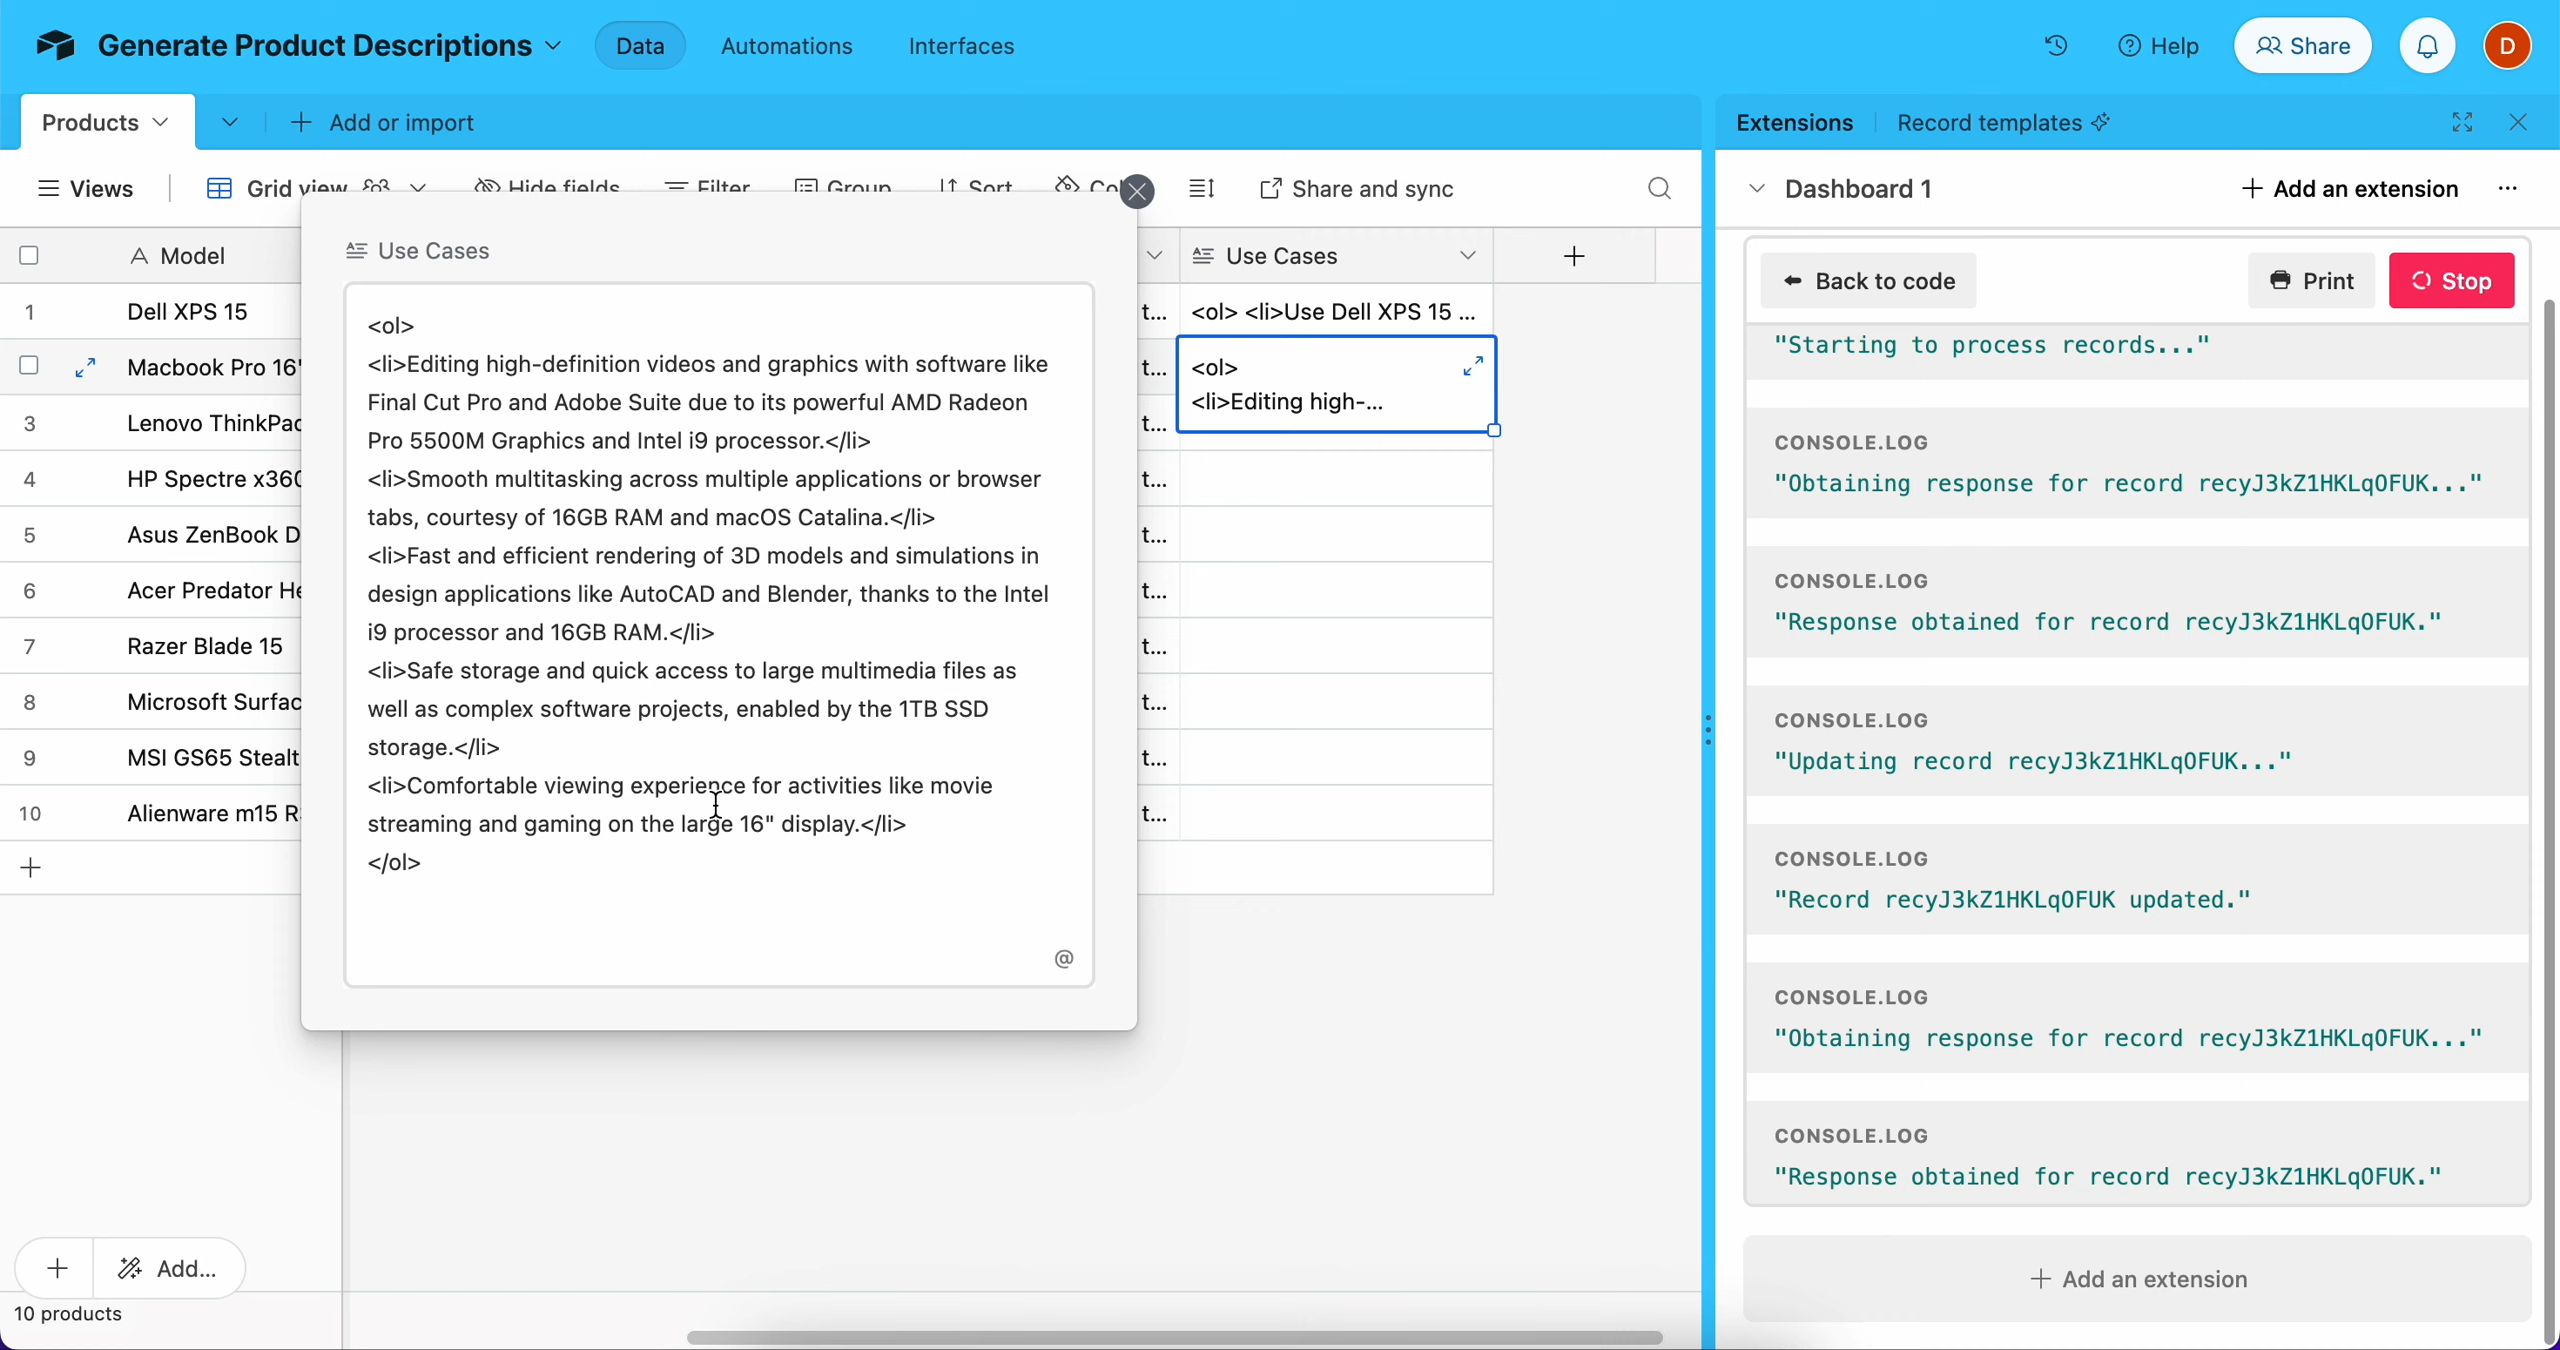 Generate Product Descriptions
Data
Automations
Interfaces
Help
Share
D
Products
Add or import
Extensions
Record templates
Views
Grid view
Hide fields
Filter
Group
Sort
Share and sync
Dashboard 1
Add an extension
Model
Use Cases
1 Dell XPS 15 t... <ol> <li>Use Dell XPS 15 ...
Macbook Pro 16" t... <ol>
<li>Editing high-...
3 Lenovo ThinkPad t...
4 HP Spectre x360 t...
5 Asus ZenBook D t...
6 Acer Predator He t...
7 Razer Blade 15 t...
8 Microsoft Surfac t...
9 MSI GS65 Stealt t...
10 Alienware m15 R t...
Use Cases
<ol>
<li>Editing high-definition videos and graphics with software like
Final Cut Pro and Adobe Suite due to its powerful AMD Radeon
Pro 5500M Graphics and Intel i9 processor.</li>
<li>Smooth multitasking across multiple applications or browser
tabs, courtesy of 16GB RAM and macOS Catalina.</li>
<li>Fast and efficient rendering of 3D models and simulations in
design applications like AutoCAD and Blender, thanks to the Intel
i9 processor and 16GB RAM.</li>
<li>Safe storage and quick access to large multimedia files as
well as complex software projects, enabled by the 1TB SSD
storage.</li>
<li>Comfortable viewing experience for activities like movie
streaming and gaming on the large 16" display.</li>
</ol>
@
Add...
10 products
Back to code
Print
Stop
"Starting to process records..."
CONSOLE.LOG
"Obtaining response for record recyJ3kZ1HKLqOFUK..."
CONSOLE.LOG
"Response obtained for record recyJ3kZ1HKLqOFUK."
CONSOLE.LOG
"Updating record recyJ3kZ1HKLqOFUK..."
CONSOLE.LOG
"Record recyJ3kZ1HKLqOFUK updated."
CONSOLE.LOG
"Obtaining response for record recyJ3kZ1HKLqOFUK..."
CONSOLE.LOG
"Response obtained for record recyJ3kZ1HKLqOFUK."
Add an extension